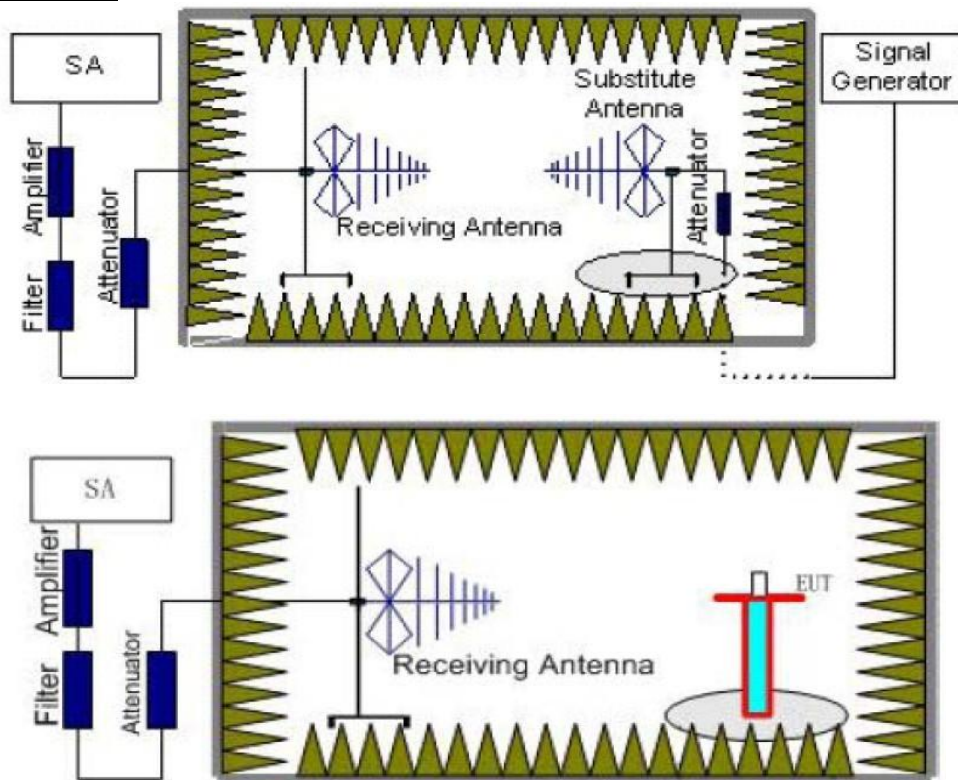 SA
Signal
Generator
Substitute
Antenna
Amplifier
Attenuator
Receiving Antenna
Attenuator
Filter
SA
Amplifier
EUT
Receiving Antenna
Filter
Attenuator